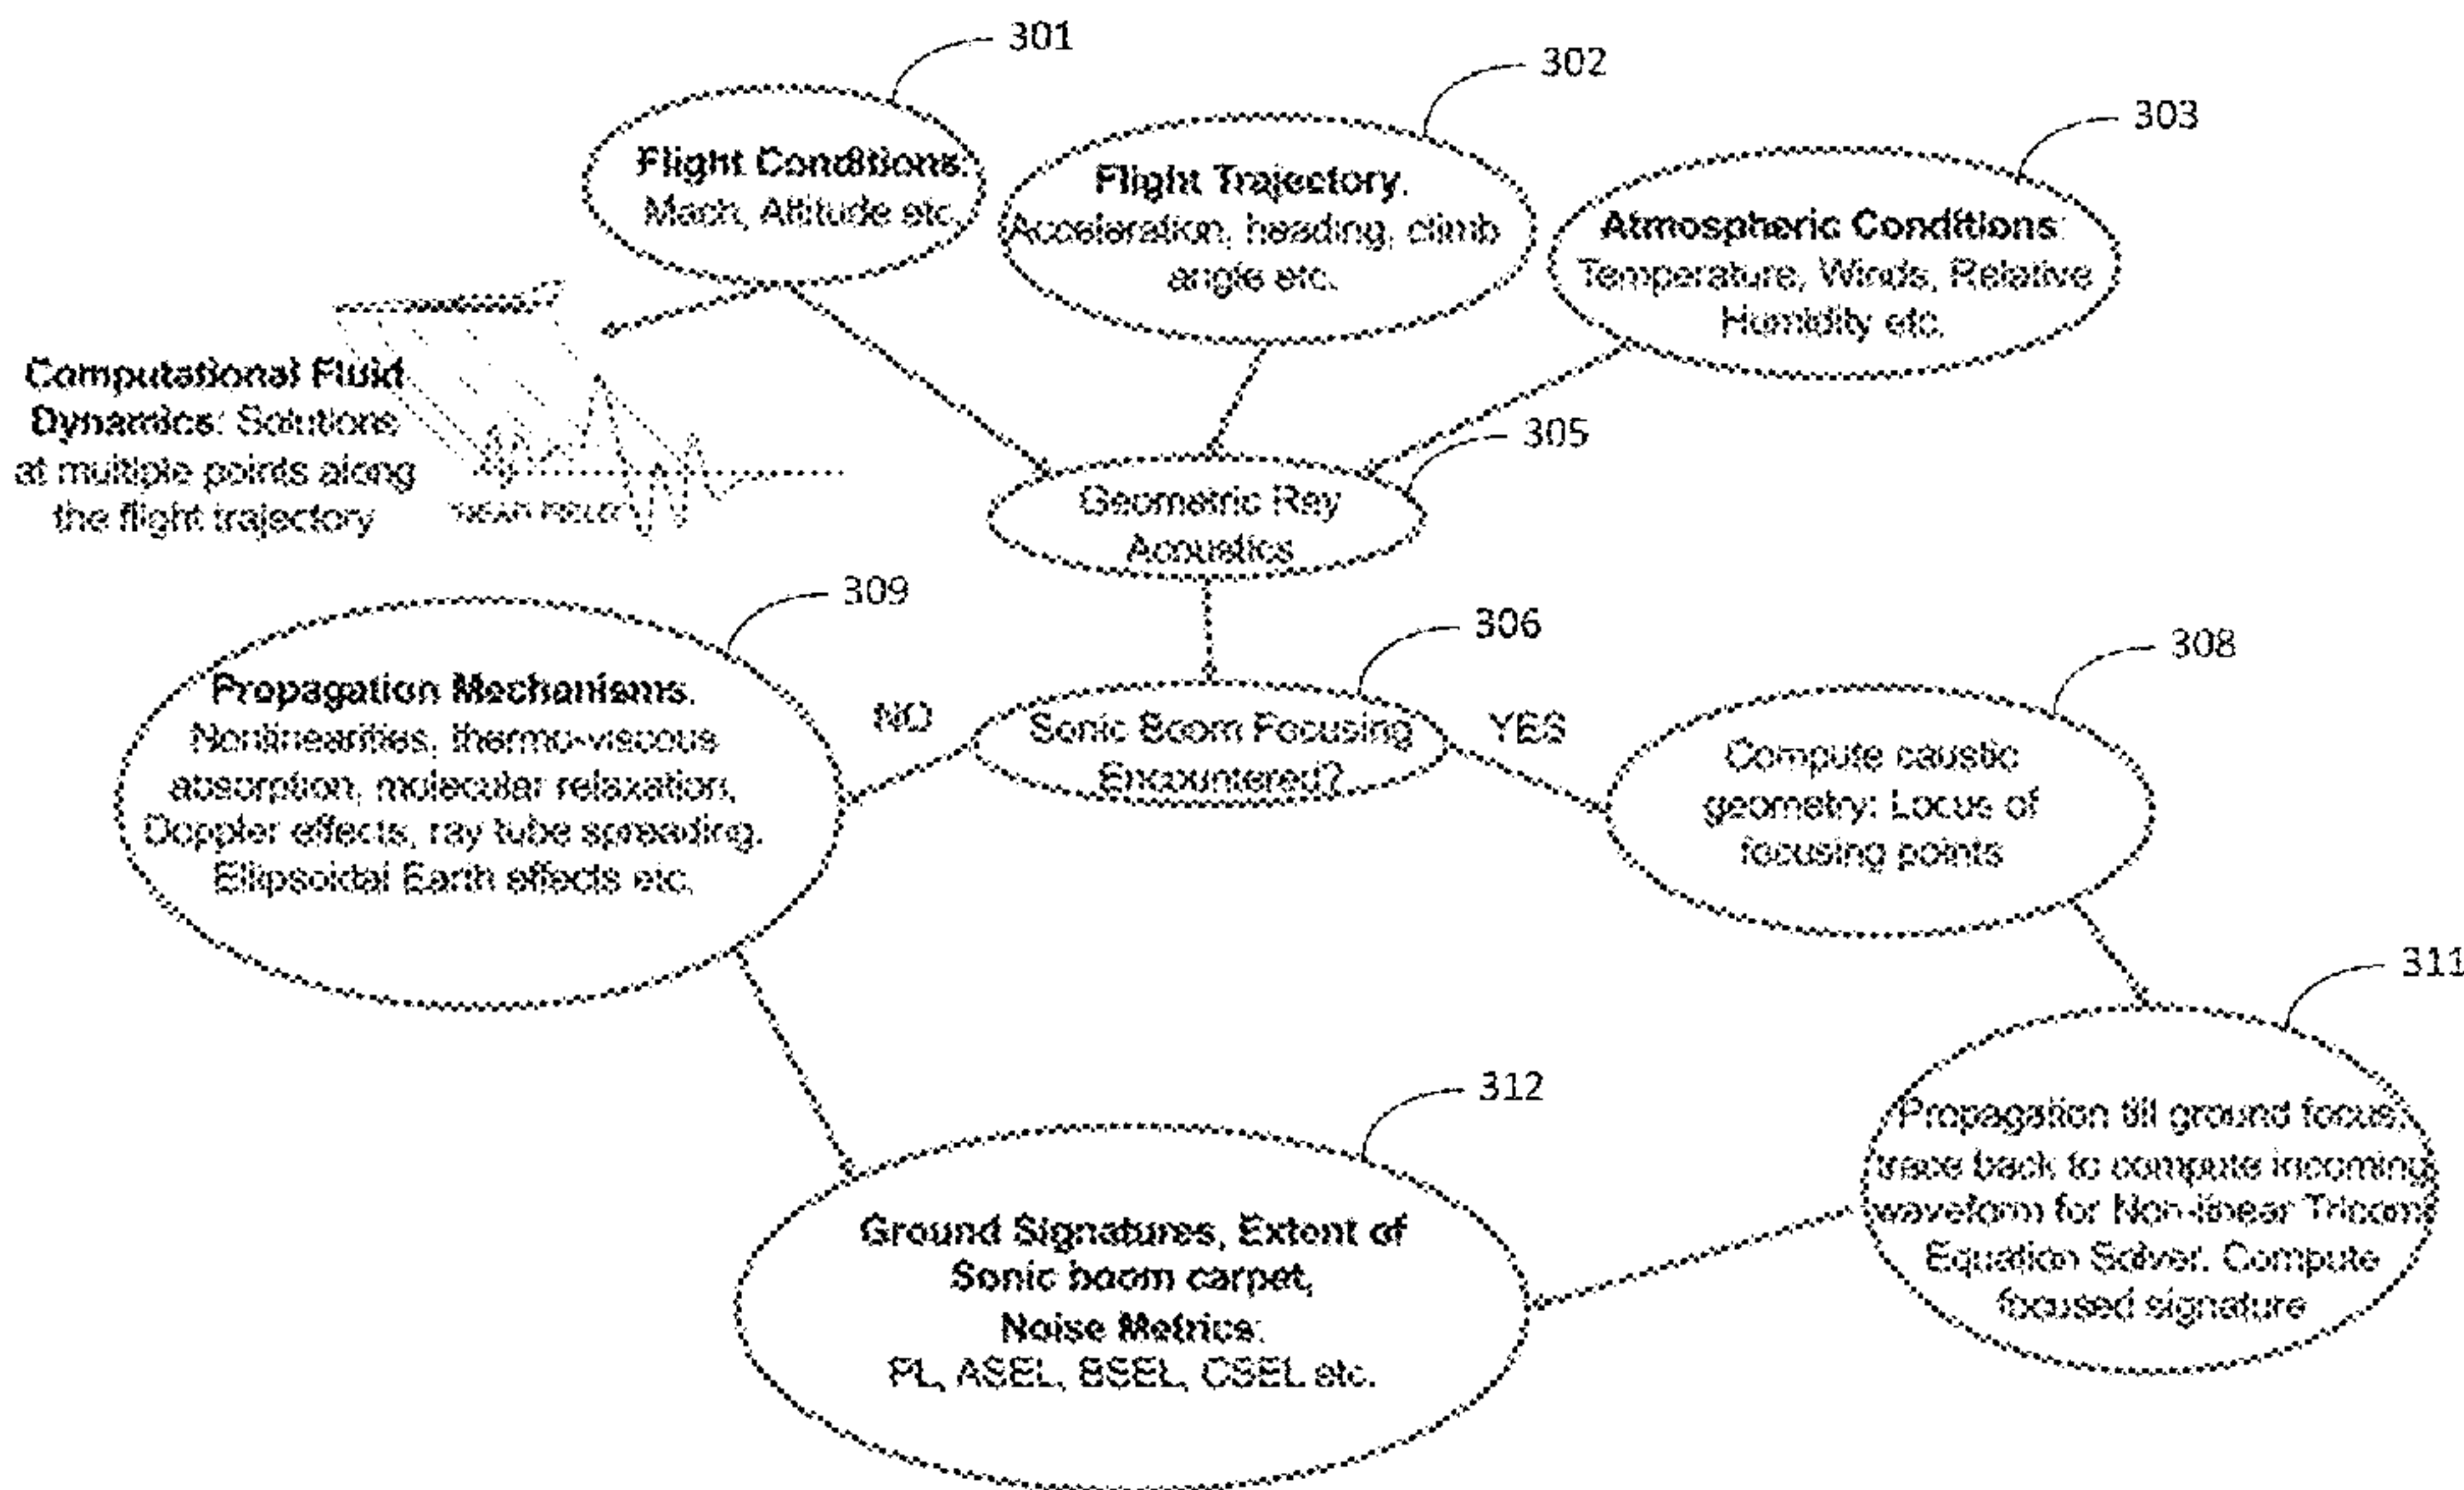 301
302
303
Flight Conditions:
Mach, Altitude etc.
Flight Trajectory:
Acceleration, heading, climb
angle etc.
Atmospheric Conditions:
Temperature, Winds, Relative
Humidity etc.
Computational Fluid
Dynamics: Solutions
at multiple points along
the flight trajectory
NEAR FIELD
305
Geometric Ray
Acoustics
309
Propagation Mechanisms:
Nonlinearities, thermo-viscous
absorption, molecular relaxation,
Doppler effects, ray tube spreading,
Ellipsoidal Earth effects etc.
NO
306
Sonic Boom Focusing
Encountered?
YES
308
Compute caustic
geometry: Locus of
focusing points
311
Propagation till ground focus,
trace back to compute incoming
waveform for Non-linear Tricomi
Equation Solver. Compute
focused signature
312
Ground Signatures, Extent of
Sonic boom carpet,
Noise Metrics:
PL, ASEL, BSEL, CSEL etc.